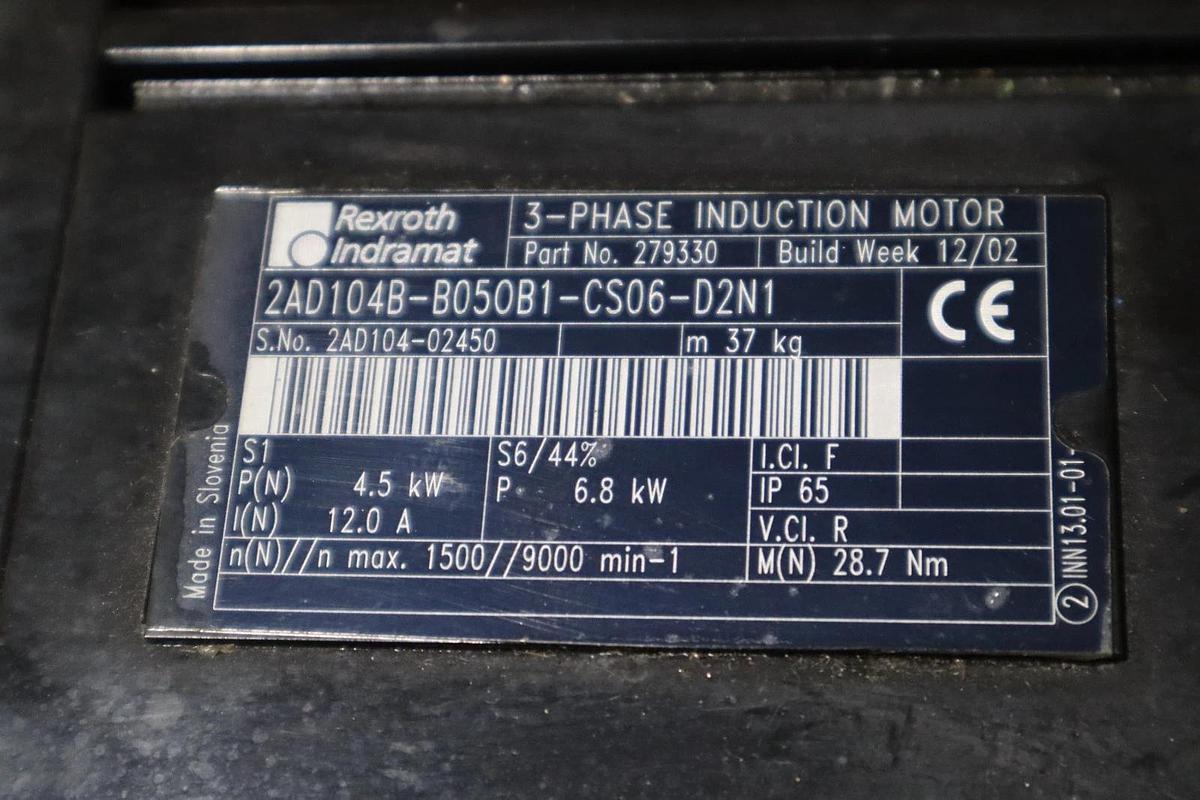 Rexroth
Indramat
3-PHASE INDUCTION MOTOR
Part No. 279330 Build Week 12/02
2AD104B-B050B1-CS06-D2N1
CE
S.No. 2AD104-02450 m 37 kg
S1 S6/44% I.Cl. F
P(N) 4.5 kW P 6.8 kW IP 65
I(N) 12.0 A V.Cl. R
n(N)//n max. 1500//9000 min-1 M(N) 28.7 Nm
Made in Slovenia
2 INN13.01-01-